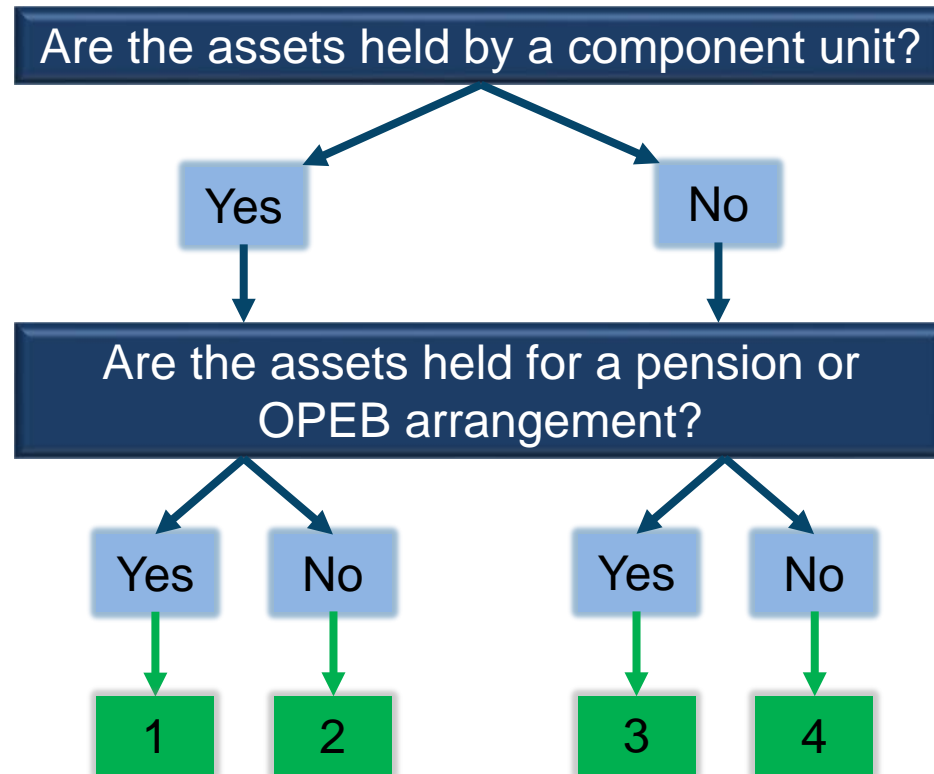 Are the assets held by a component unit?
Yes
No
Are the assets held for a pension or
OPEB arrangement?
Yes
No
Yes
No
1
2
3
4